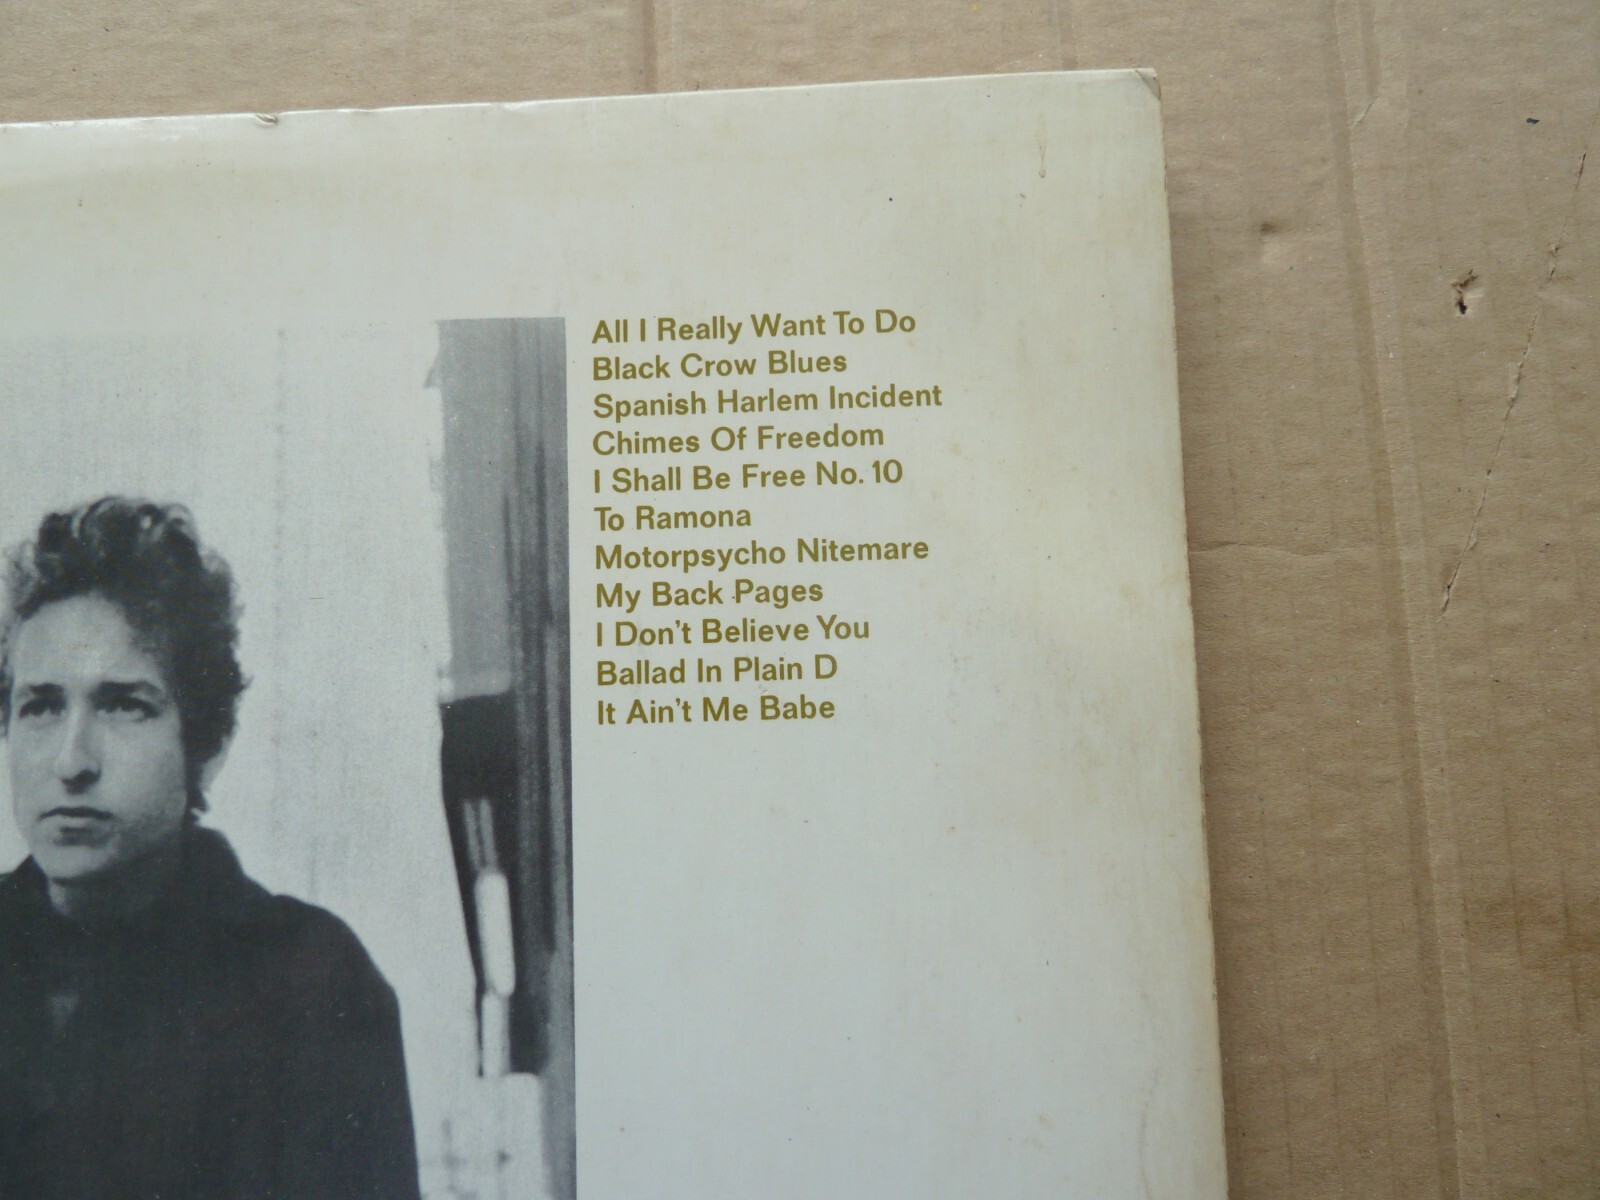 All I Really Want To Do
Black Crow Blues
Spanish Harlem Incident
Chimes Of Freedom
I Shall Be Free No. 10
To Ramona
Motorpsycho Nitemare
My Back Pages
I Don't Believe You
Ballad In Plain D
It Ain't Me Babe